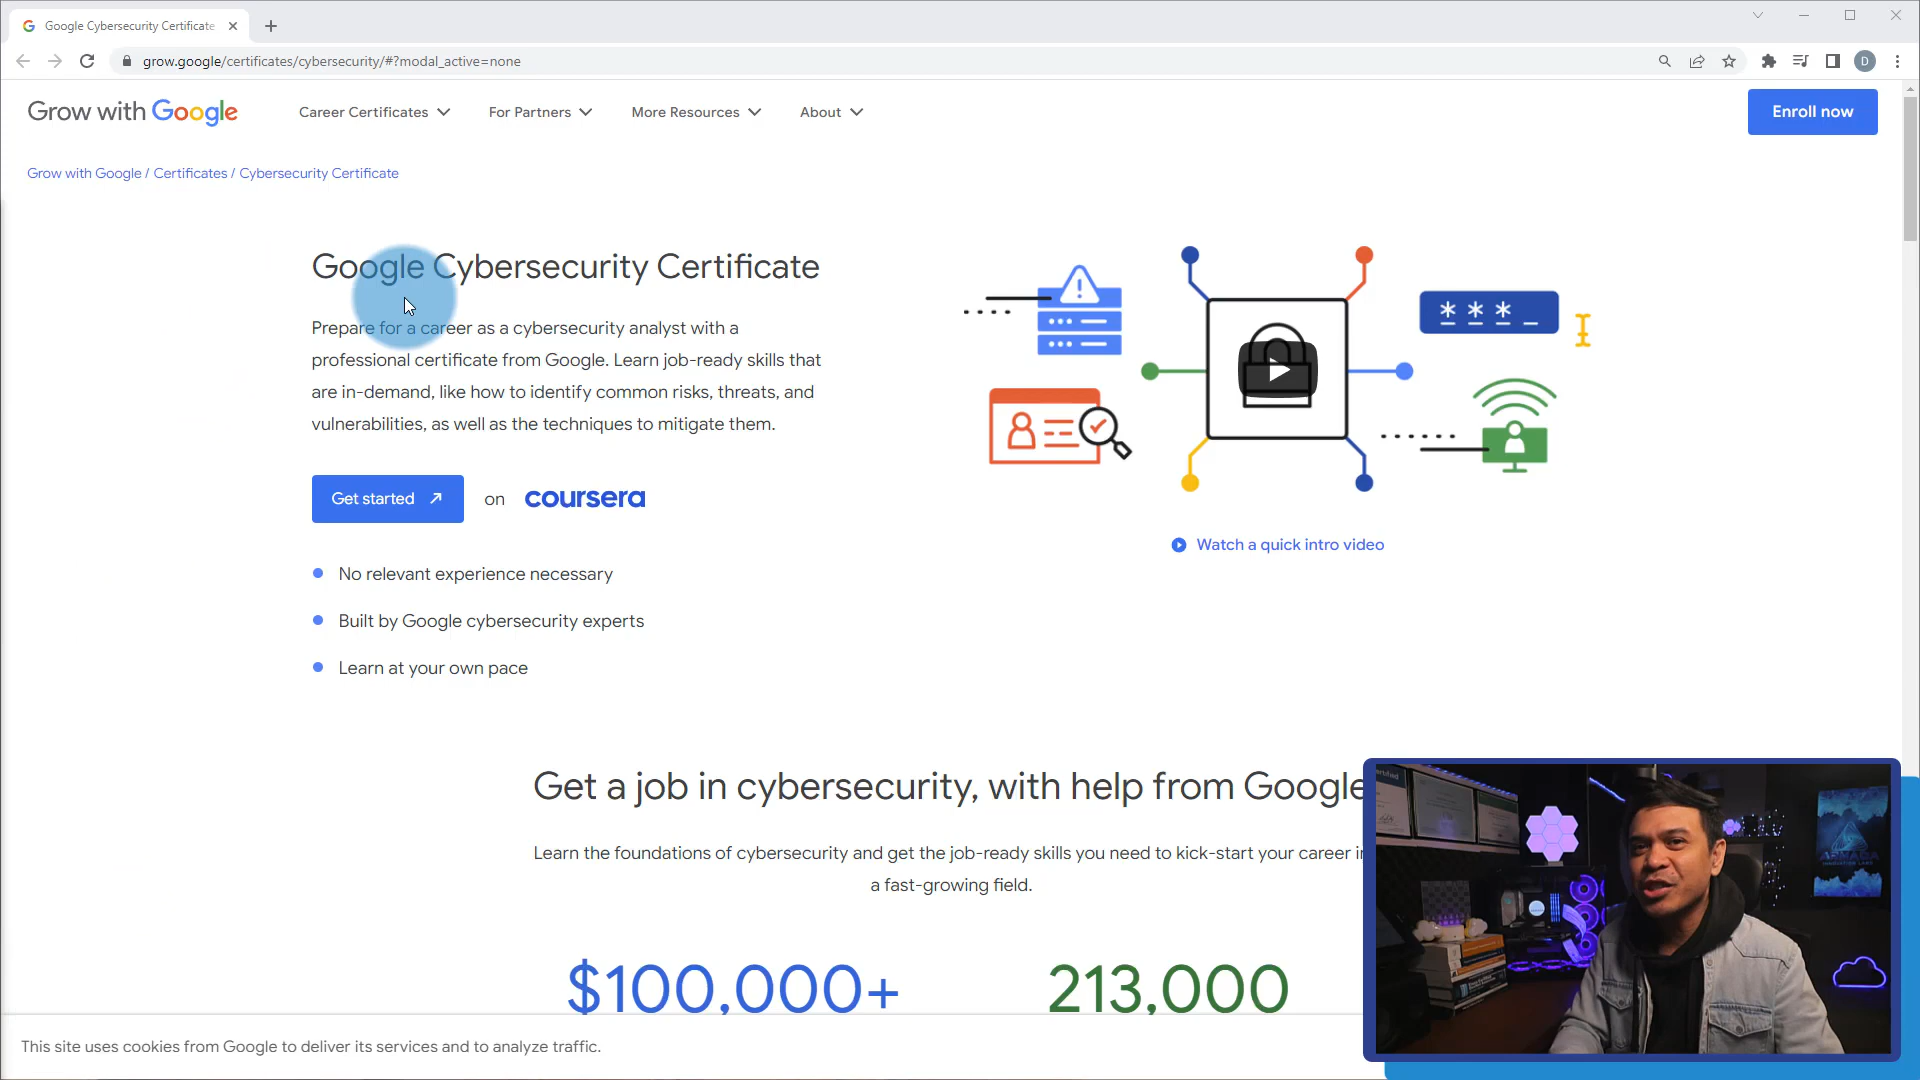 Google Cybersecurity Certificate
grow.google/certificates/cybersecurity/#?modal_active=none
D
Grow with Google
Career Certificates
For Partners
More Resources
About
Enroll now
Grow with Google / Certificates / Cybersecurity Certificate
Google Cybersecurity Certificate
Prepare for a career as a cybersecurity analyst with a
professional certificate from Google. Learn job-ready skills that
are in-demand, like how to identify common risks, threats, and
vulnerabilities, as well as the techniques to mitigate them.
* * * _
Get started on coursera
Watch a quick intro video
No relevant experience necessary
Built by Google cybersecurity experts
Learn at your own pace
Get a job in cybersecurity, with help from Google
Learn the foundations of cybersecurity and get the job-ready skills you need to kick-start your career in
a fast-growing field.
$100,000+
213,000
This site uses cookies from Google to deliver its services and to analyze traffic.